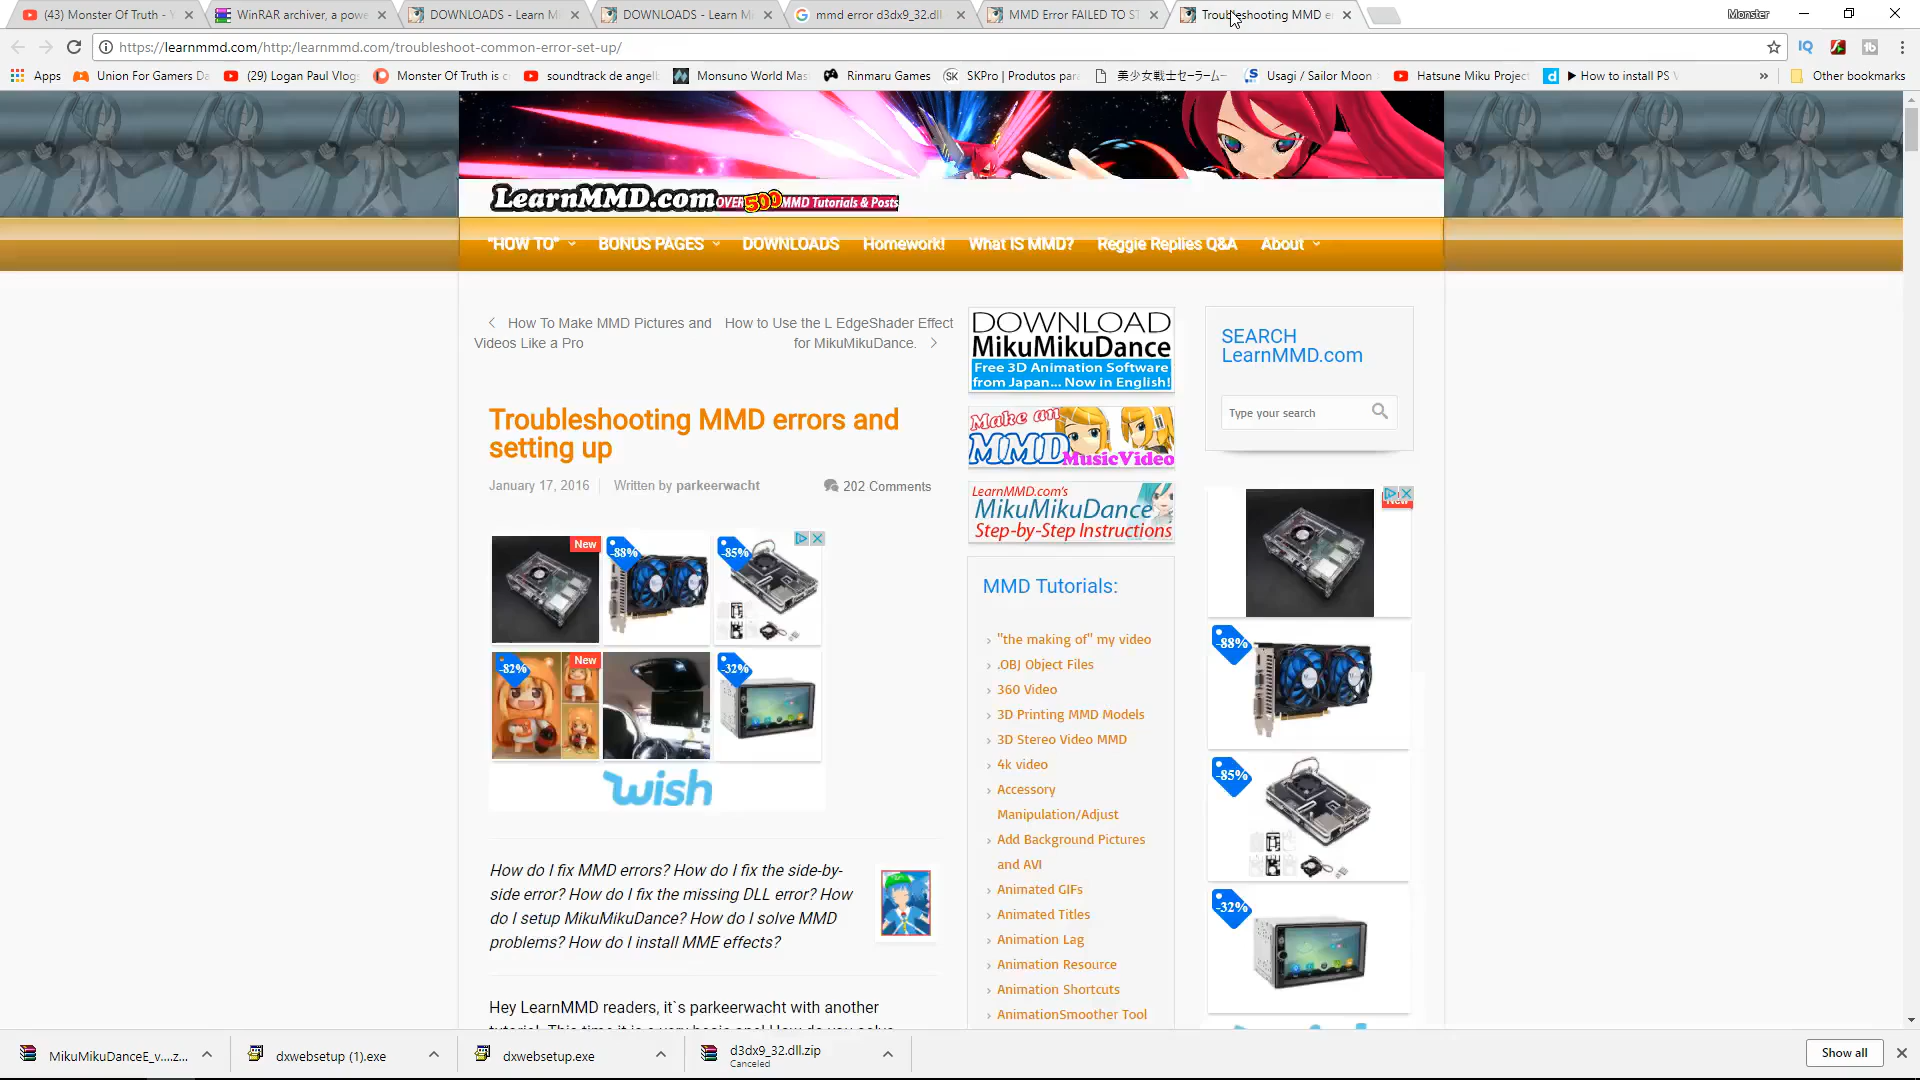 (43) Monster Of Truth - Y
WinRAR archiver, a pow
DOWNLOADS - Learn M
DOWNLOADS - Learn M
mmd error d3dx9_32.dl
MMD Error FAILED TO ST
Troubleshooting MMD e
Monster
https://learnmmd.com/http:/learnmmd.com/troubleshoot-common-error-set-up/
Apps
Union For Gamers Da
(29) Logan Paul Vlog
Monster Of Truth is c
soundtrack de angel
Monsuno World Mas
Rinmaru Games
SK
SKPro | Produtos para
美少女戦士セーラームー
Usagi / Sailor Moon
Hatsune Miku Project
d
How to install PS
»
Other bookmarks
LearnMMD.com
OVER 500 MMD Tutorials & Posts
"HOW TO"
BONUS PAGES
DOWNLOADS
Homework!
What IS MMD?
Reggie Replies Q&A
About
How To Make MMD Pictures and
Videos Like a Pro
How to Use the L EdgeShader Effect
for MikuMikuDance.
Troubleshooting MMD errors and
setting up
January 17, 2016
Written by parkeerwacht
202 Comments
New
-88%
-85%
-82%
New
-32%
wish
How do I fix MMD errors? How do I fix the side-by-
side error? How do I fix the missing DLL error? How
do I setup MikuMikuDance? How do I solve MMD
problems? How do I install MME effects?
Hey LearnMMD readers, it`s parkeerwacht with another
DOWNLOAD
MikuMikuDance
Free 3D Animation Software
from Japan... Now in English!
Make an
MMD
MusicVideo
LearnMMD.com's
MikuMikuDance
Step-by-Step Instructions
MMD Tutorials:
"the making of" my video
.OBJ Object Files
360 Video
3D Printing MMD Models
3D Stereo Video MMD
4k video
Accessory
Manipulation/Adjust
Add Background Pictures
and AVI
Animated GIFs
Animated Titles
Animation Lag
Animation Resource
Animation Shortcuts
AnimationSmoother Tool
SEARCH
LearnMMD.com
Type your search
New
-88%
-85%
-32%
MikuMikuDanceE_v....z...
dxwebsetup (1).exe
dxwebsetup.exe
d3dx9_32.dll.zip
Canceled
Show all